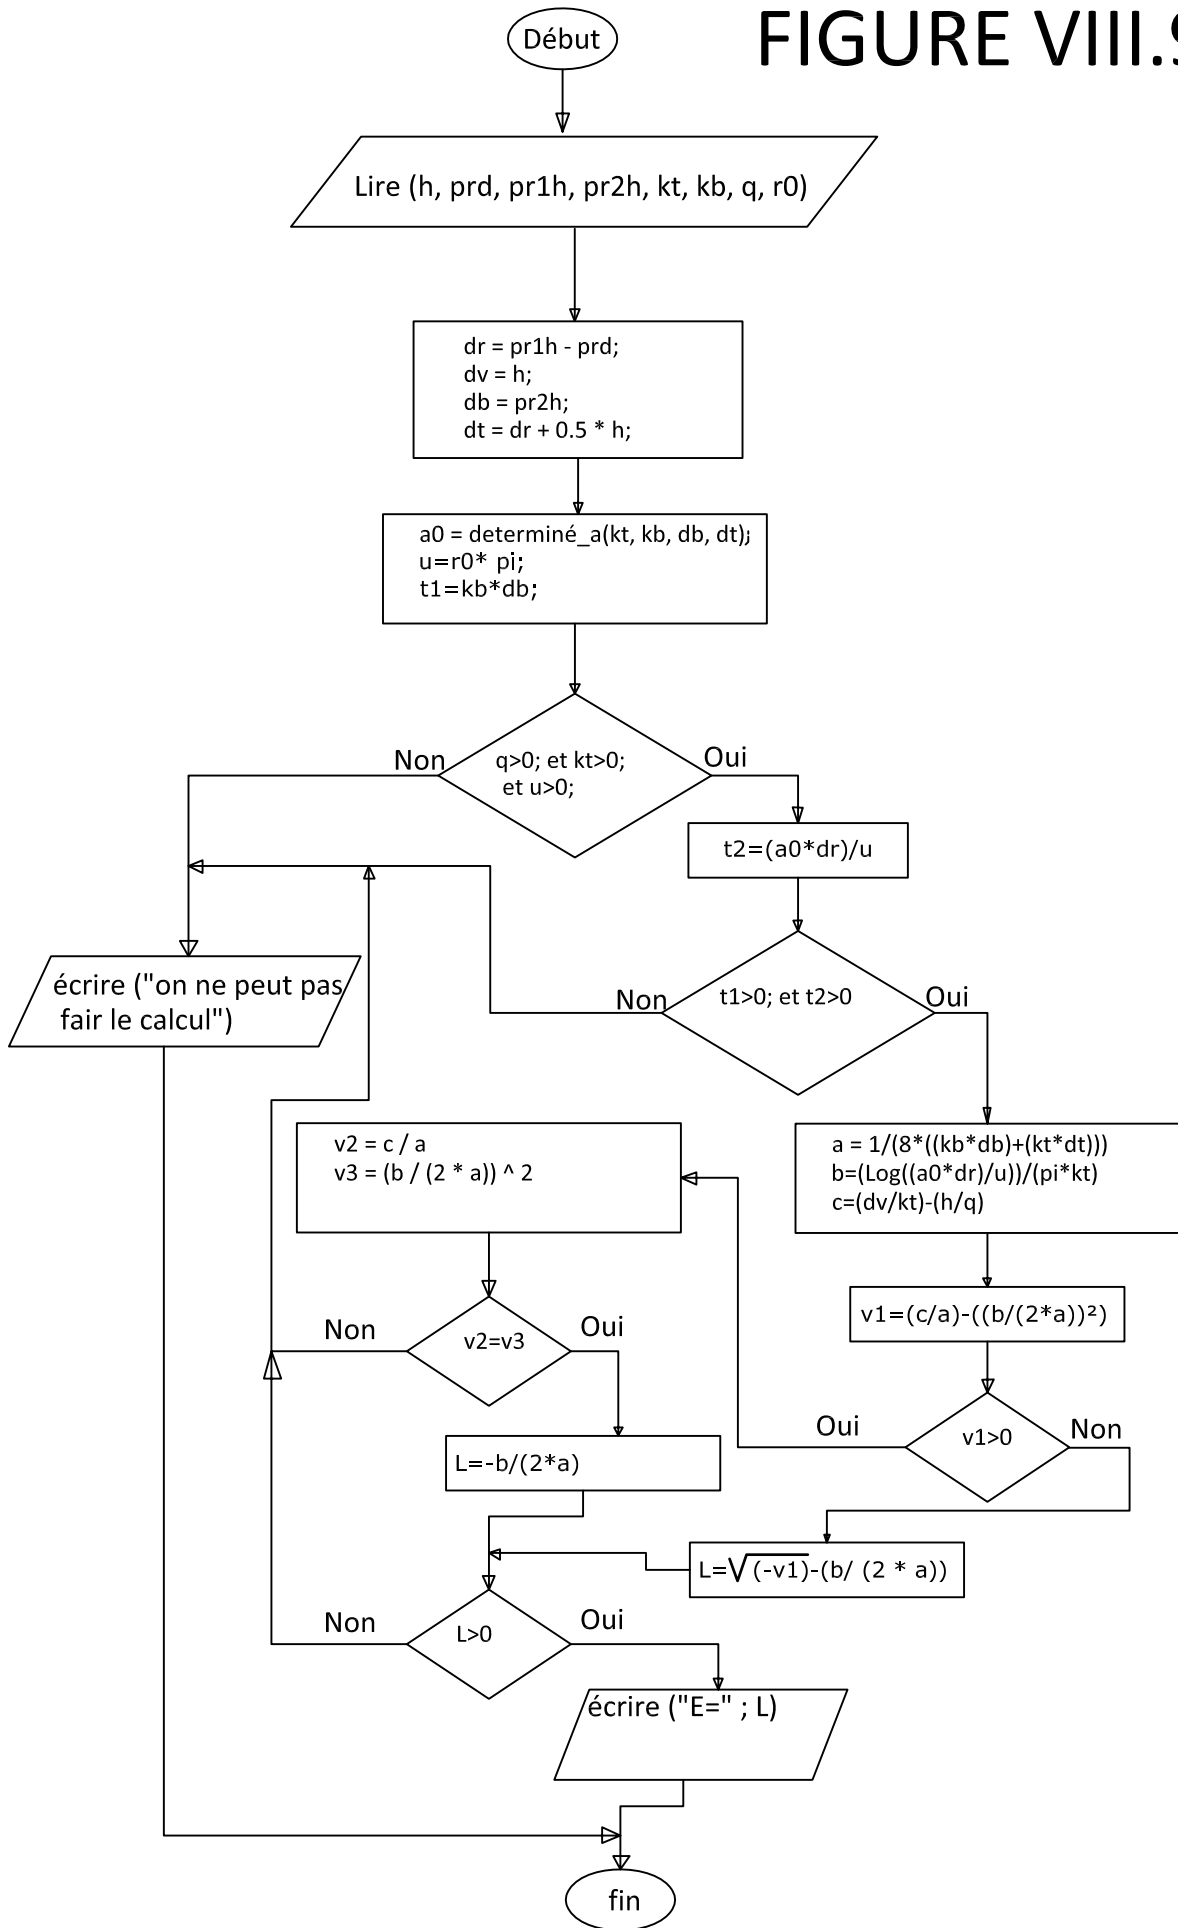 Début
FIGURE VIII.9
Lire (h, prd, pr1h, pr2h, kt, kb, q, r0)
dr = pr1h - prd;
dv = h;
db = pr2h;
dt = dr + 0.5 * h;
a0 = determiné_a(kt, kb, db, dt);
u=r0* pi;
t1=kb*db;
Non
q>0; et kt>0;
et u>0;
Oui
t2=(a0*dr)/u
écrire ("on ne peut pas
fair le calcul")
Non
t1>0; et t2>0
Oui
v2 = c / a
v3 = (b / (2 * a)) ^ 2
a = 1/(8*((kb*db)+(kt*dt)))
b=(Log((a0*dr)/u))/(pi*kt)
c=(dv/kt)-(h/q)
v1=(c/a)-((b/(2*a))²)
Non
v2=v3
Oui
Oui
v1>0
Non
L=-b/(2*a)
L=√(-v1)-(b/ (2 * a))
Non
L>0
Oui
écrire ("E=" ; L)
fin